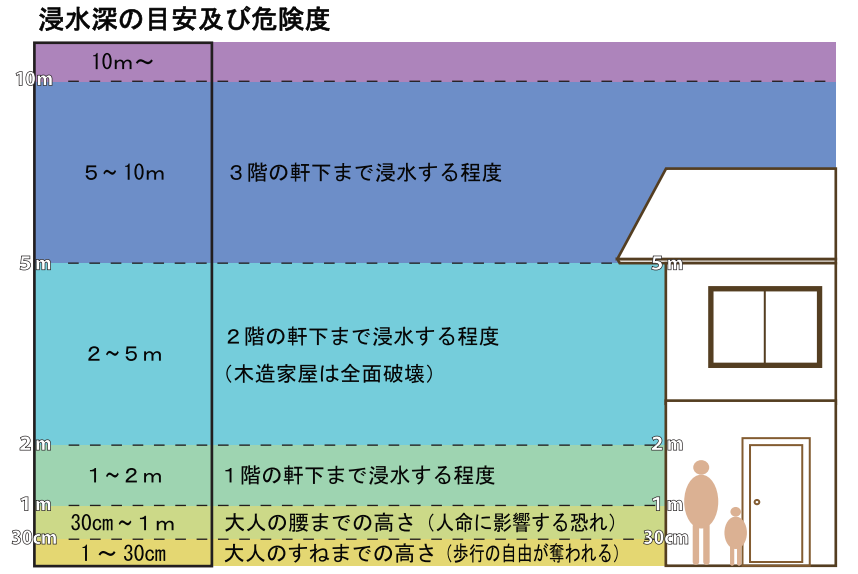 浸水深の目安及び危険度
10m～
10m
5～10m
3階の軒下まで浸水する程度
5m
5m
2～5m
2階の軒下まで浸水する程度
（木造家屋は全面破壊）
2m
2m
1～2m
1階の軒下まで浸水する程度
1m
1m
30cm～1m
大人の腰までの高さ（人命に影響する恐れ）
30cm
30cm
1～30cm
大人のすねまでの高さ（歩行の自由が奪われる）